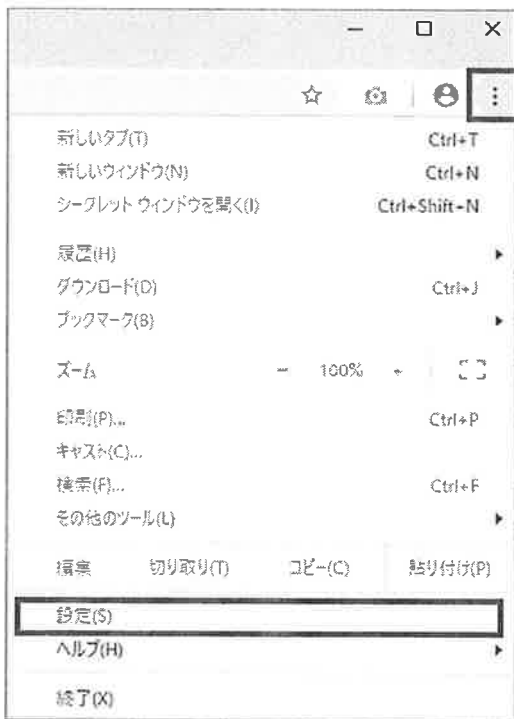 新しいタブ(T) Ctrl+T
新しいウィンドウ(N) Ctrl+N
シークレット ウィンドウを開く(I) Ctrl+Shift+N
履歴(H)
ダウンロード(D) Ctrl+J
ブックマーク(B)
ズーム − 100% +
印刷(P)... Ctrl+P
キャスト(C)...
検索(F)... Ctrl+F
その他のツール(L)
編集 切り取り(T) コピー(C) 貼り付け(P)
設定(S)
ヘルプ(H)
終了(X)